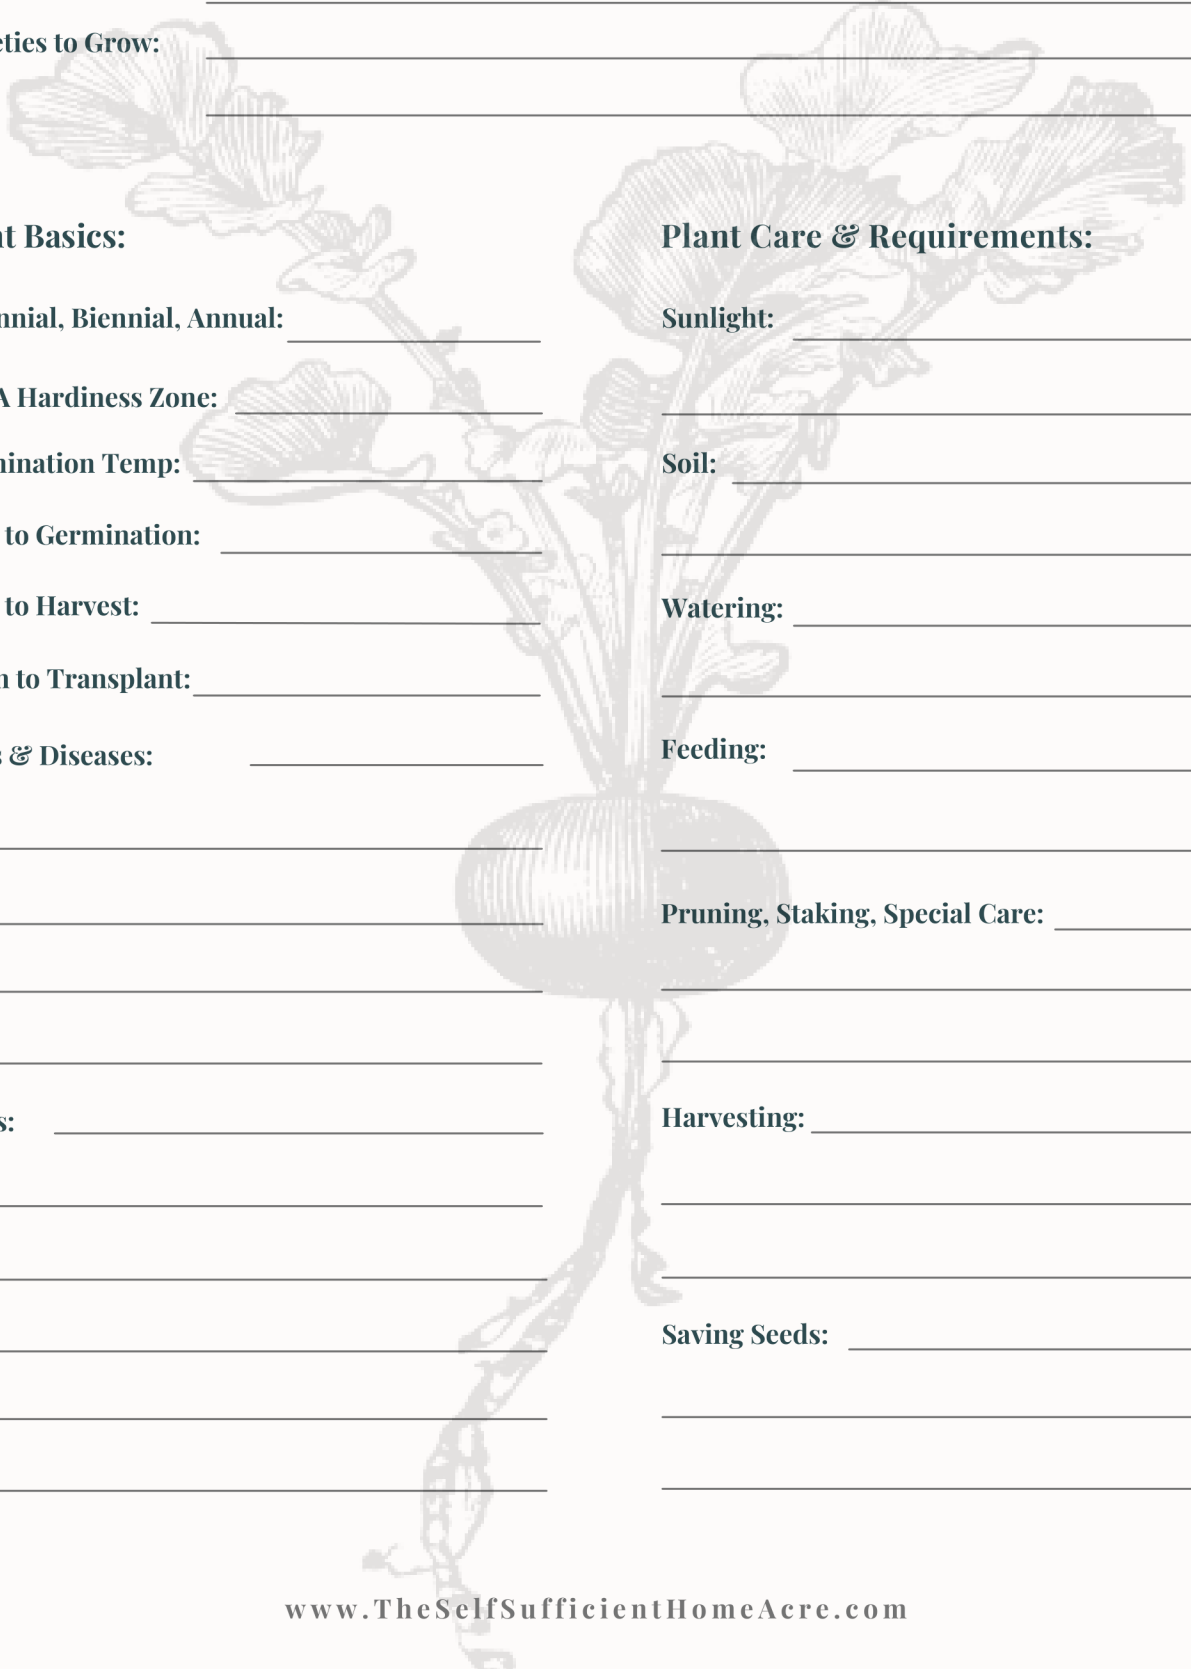 eties to Grow:
t Basics:
nnial, Biennial, Annual:
A Hardiness Zone:
ination Temp:
to Germination:
to Harvest:
to Transplant:
s & Diseases:
s:
Plant Care & Requirements:
Sunlight:
Soil:
Watering:
Feeding:
Pruning, Staking, Special Care:
Harvesting:
Saving Seeds:
www.TheSelfSufficientHomeAcre.com